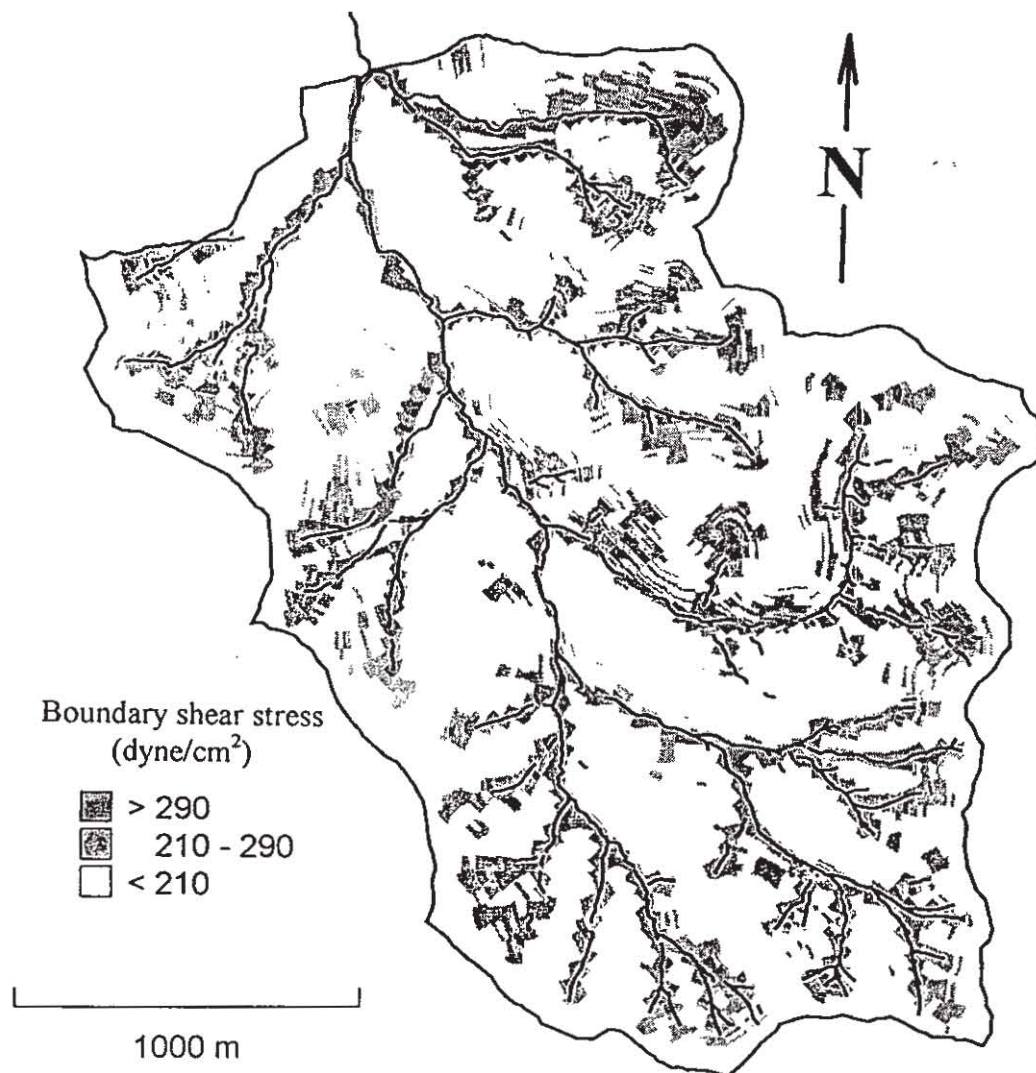 N
Boundary shear stress
(dyne/cm²)
> 290
210 - 290
< 210
1000 m